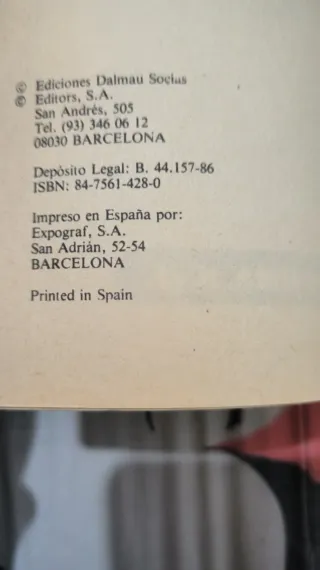 © Ediciones Dalmau Socías
© Editors, S.A.
San Andrés, 505
Tel. (93) 346 06 12
08030 BARCELONA
Depósito Legal: B. 44.157-86
ISBN: 84-7561-428-0
Impreso en España por:
Expograf, S.A.
San Adrián, 52-54
BARCELONA
Printed in Spain